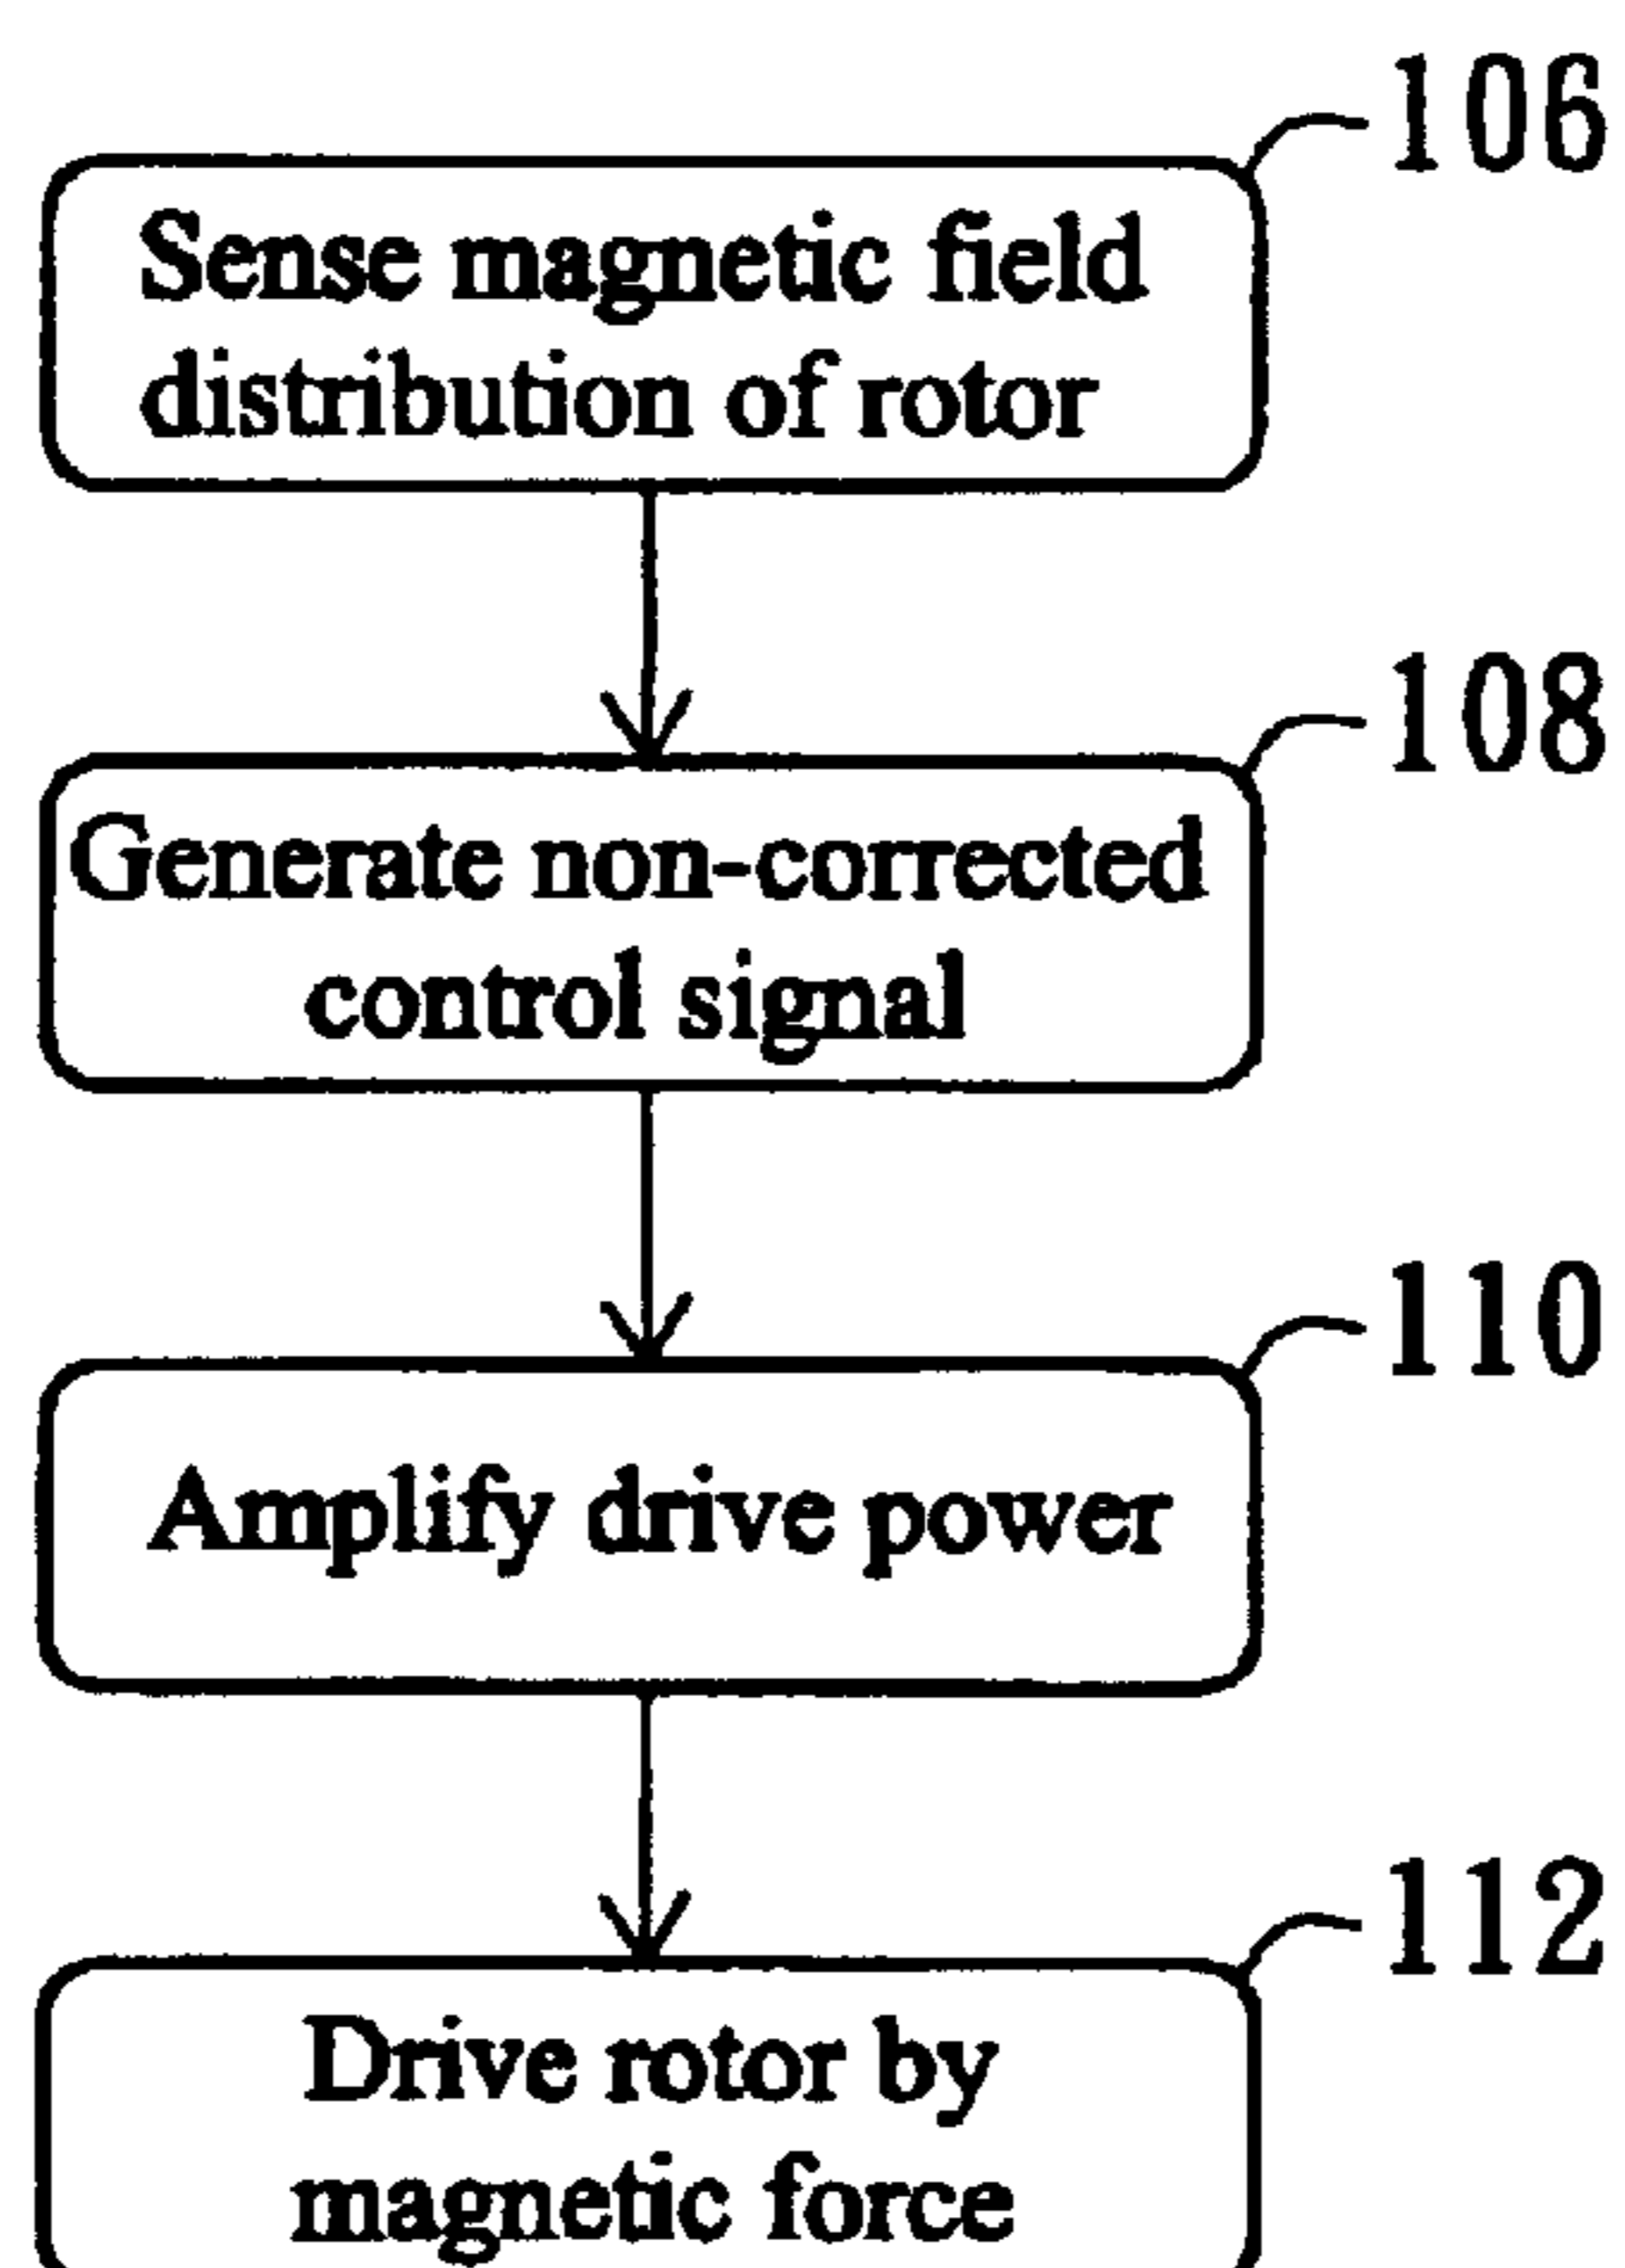 106
Sense magnetic field
distribution of rotor
108
Generate non-corrected
control signal
110
Amplify drive power
112
Drive rotor by
magnetic force